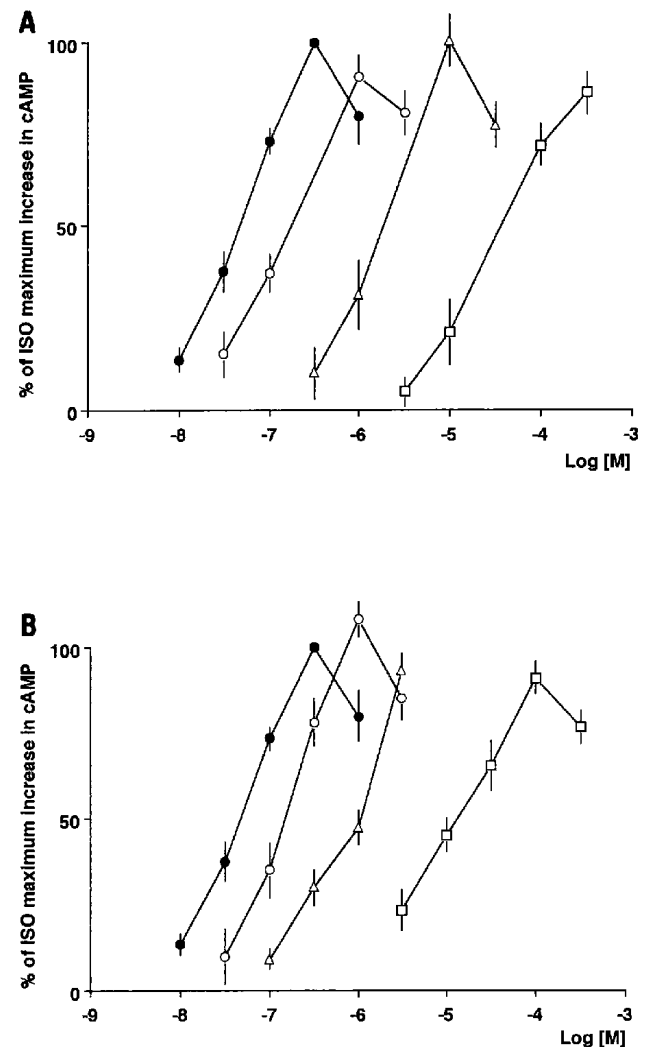 A
% of ISO maximum increase in cAMP
100
50
0
-9 -8 -7 -6 -5 -4 -3
Log [M]
B
% of ISO maximum increase in cAMP
100
50
0
-9 -8 -7 -6 -5 -4 -3
Log [M]